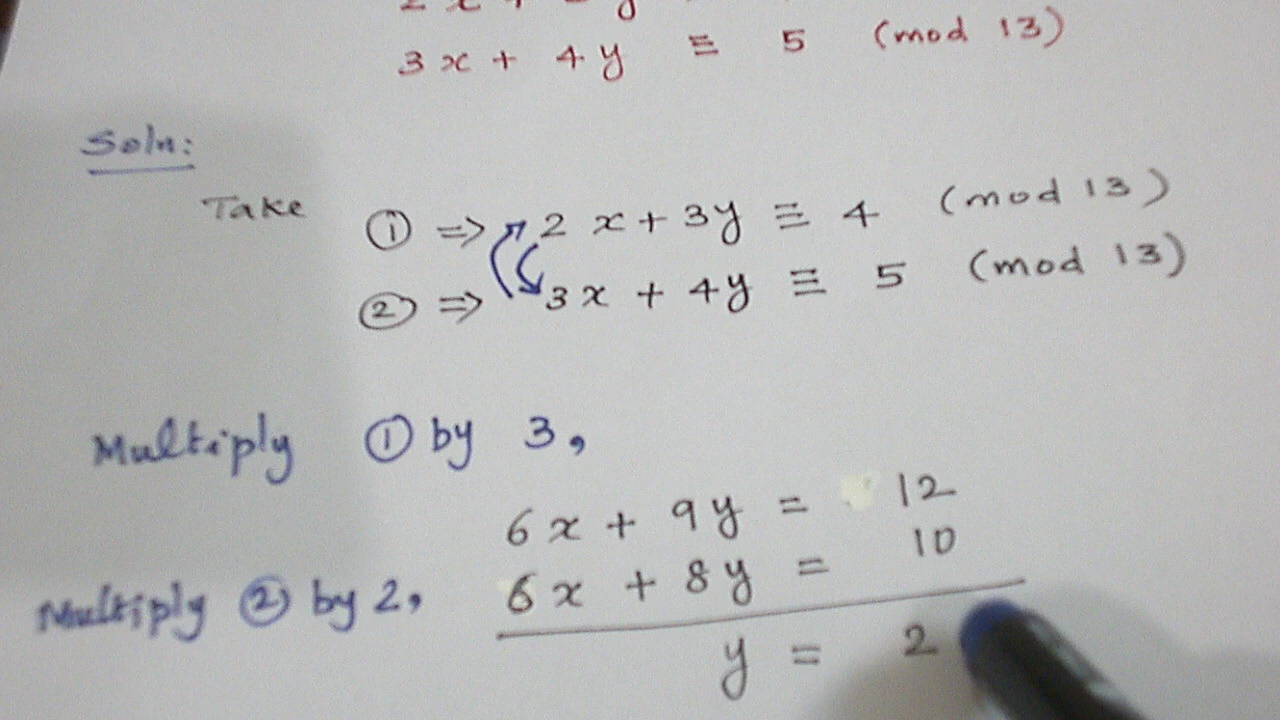 3x + 4y ≡ 5 (mod 13)
Soln:
Take ① ⇒ 2x + 3y ≡ 4 (mod 13)
② ⇒ 3x + 4y ≡ 5 (mod 13)
Multiply ① by 3,
6x + 9y = 12
Multiply ② by 2, 6x + 8y = 10
y = 2